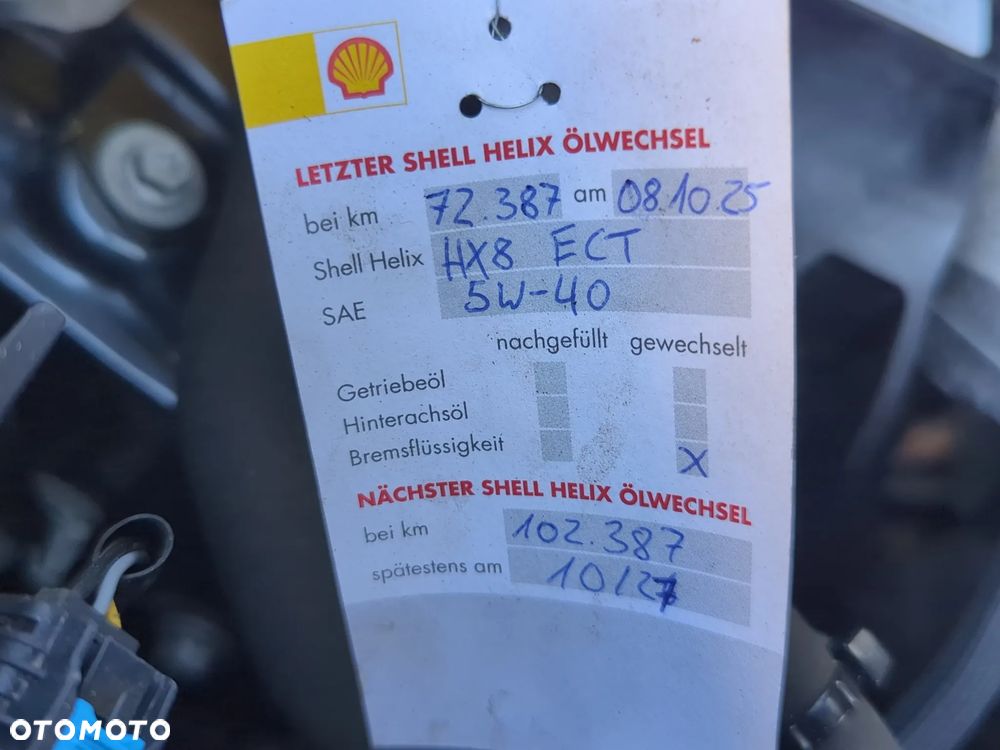 LETZTER SHELL HELIX ÖLWECHSEL
bei km 72.387 am 08.10.25
Shell Helix HX8 ECT
SAE 5W-40
nachgefüllt gewechselt
Getriebeöl
Hinterachsöl
Bremsflüssigkeit X
NÄCHSTER SHELL HELIX ÖLWECHSEL
bei km 102.387
spätestens am 10/27
OTOMOTO